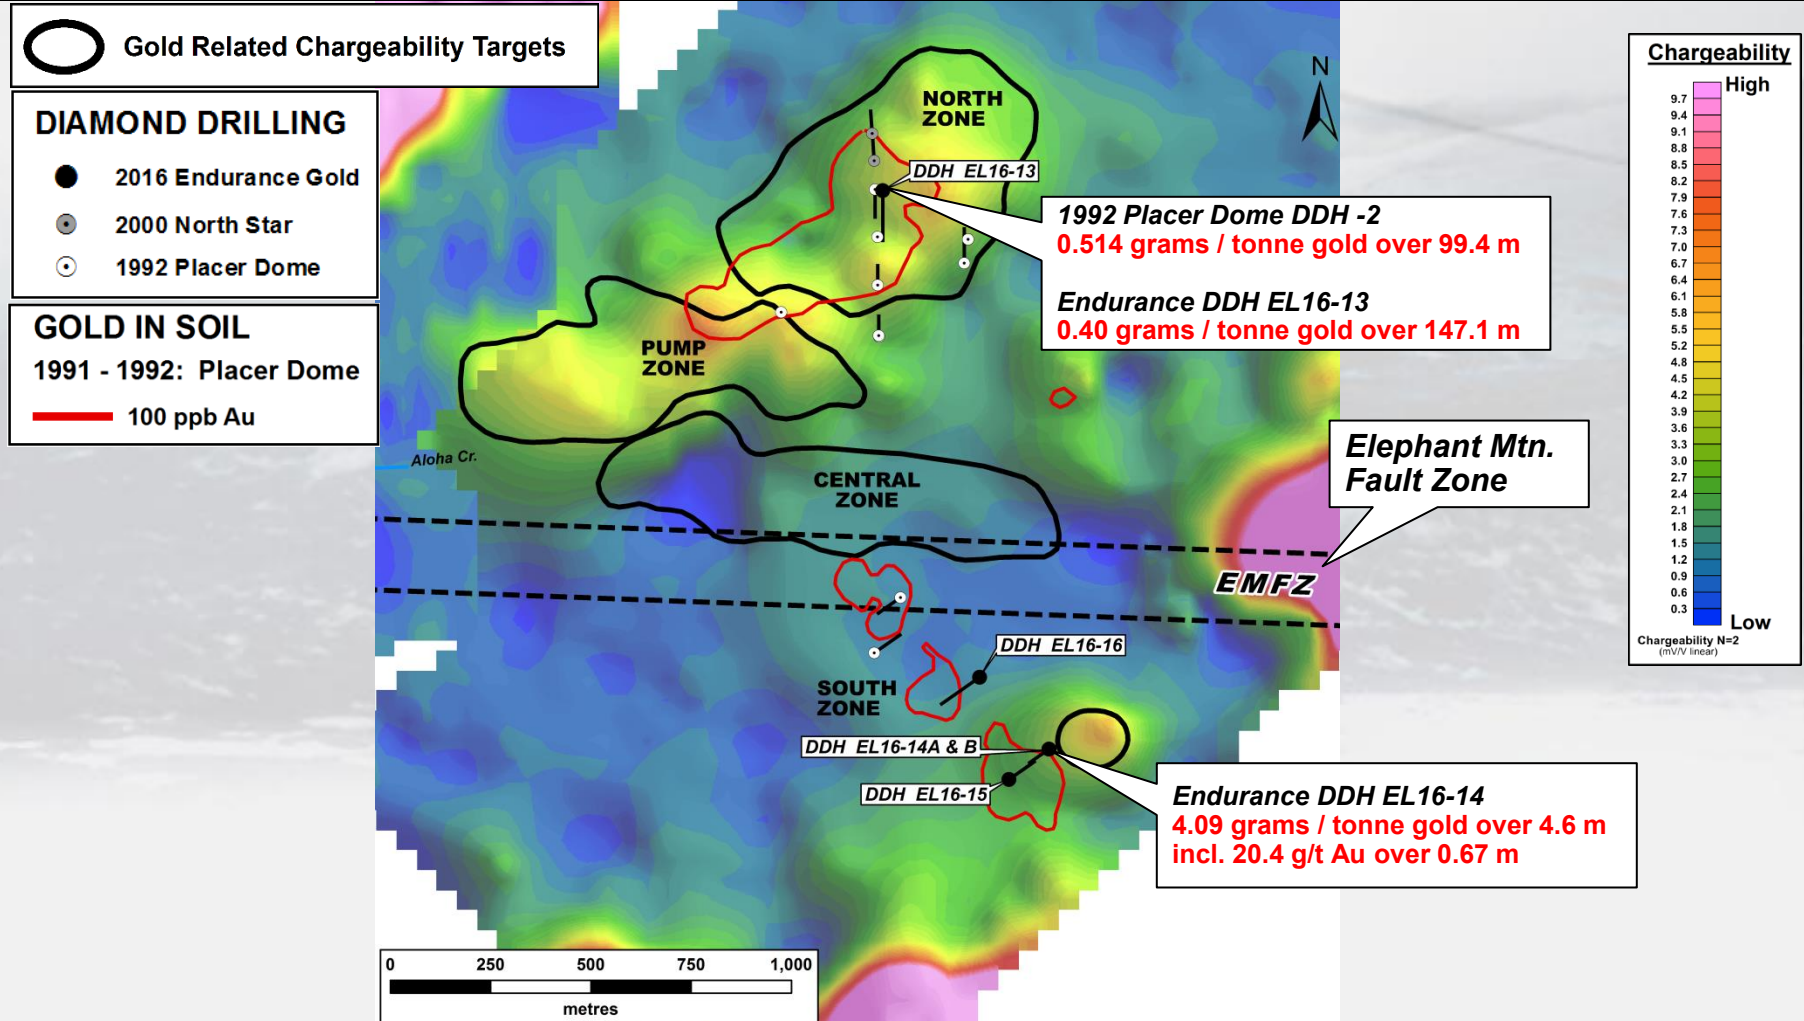 Gold Related Chargeability Targets
DIAMOND DRILLING
2016 Endurance Gold
2000 North Star
1992 Placer Dome
GOLD IN SOIL
1991 - 1992: Placer Dome
100 ppb Au
NORTH
ZONE
DDH EL16-13
1992 Placer Dome DDH -2
0.514 grams / tonne gold over 99.4 m
Endurance DDH EL16-13
0.40 grams / tonne gold over 147.1 m
N
Chargeability
High
9.7
9.4
9.1
8.8
8.5
8.2
7.9
7.6
7.3
7.0
6.7
6.4
6.1
5.8
5.5
5.2
4.8
4.5
4.2
3.9
3.6
3.3
3.0
2.7
2.4
2.1
1.8
1.5
1.2
0.9
0.6
0.3
Low
Chargeability N=2
(mV/V linear)
PUMP
ZONE
Aloha Cr.
CENTRAL
ZONE
Elephant Mtn.
Fault Zone
EMFZ
DDH EL16-16
SOUTH
ZONE
DDH EL16-14A & B
DDH EL16-15
Endurance DDH EL16-14
4.09 grams / tonne gold over 4.6 m
incl. 20.4 g/t Au over 0.67 m
0 250 500 750 1,000
metres